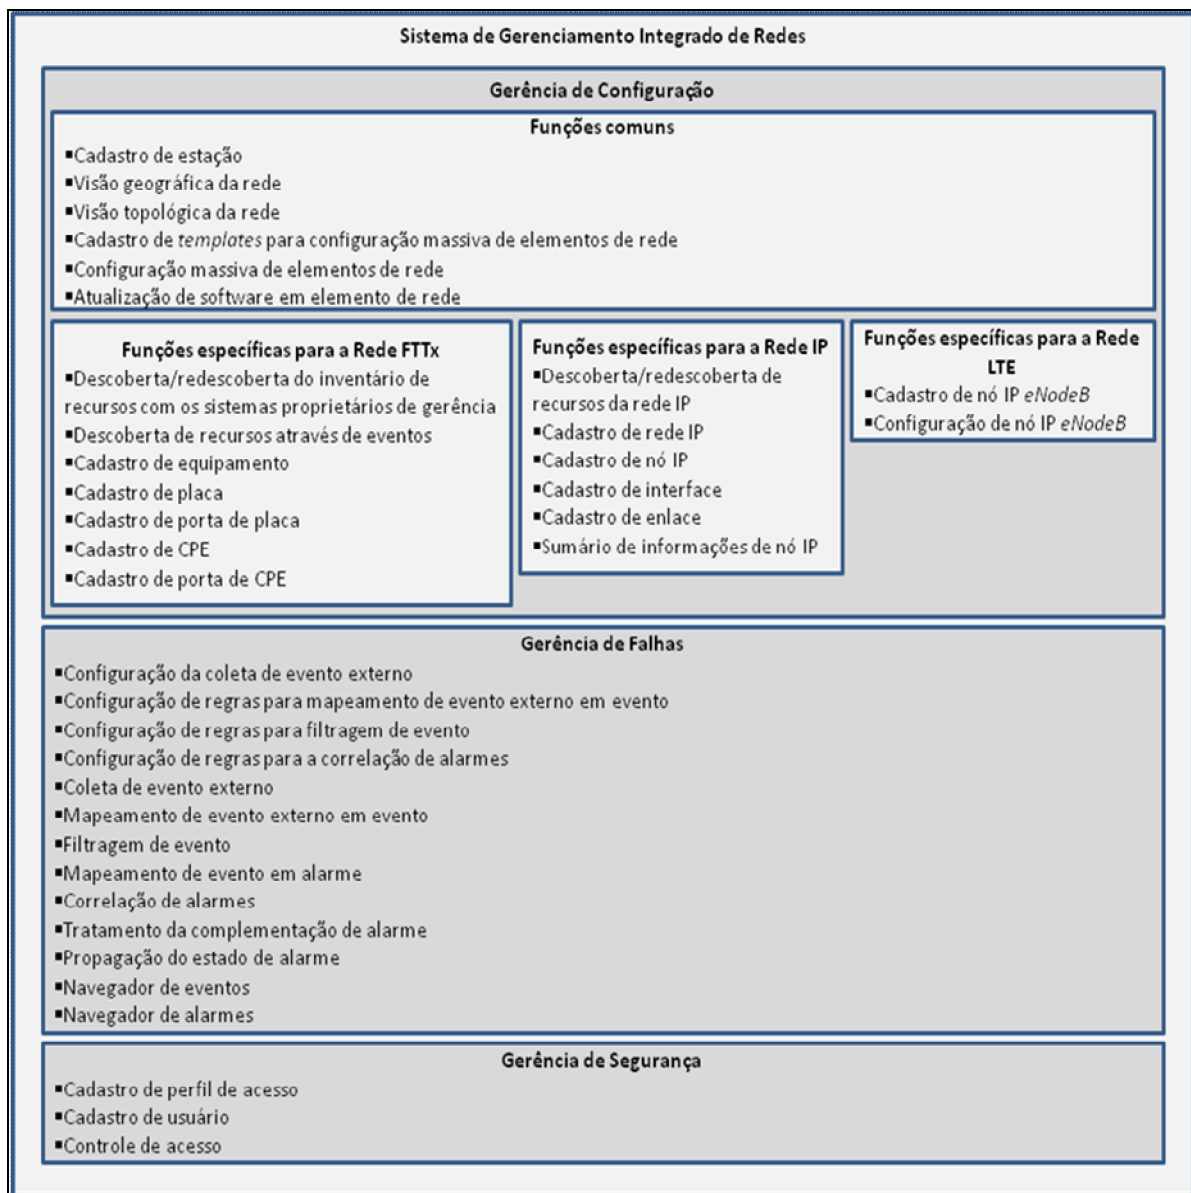 Sistema de Gerenciamento Integrado de Redes
Gerência de Configuração
Funções comuns
▪Cadastro de estação
▪Visão geográfica da rede
▪Visão topológica da rede
▪Cadastro de templates para configuração massiva de elementos de rede
▪Configuração massiva de elementos de rede
▪Atualização de software em elemento de rede
Funções específicas para a Rede FTTx
▪Descoberta/redescoberta do inventário de
recursos com os sistemas proprietários de gerência
▪Descoberta de recursos através de eventos
▪Cadastro de equipamento
▪Cadastro de placa
▪Cadastro de porta de placa
▪Cadastro de CPE
▪Cadastro de porta de CPE
Funções específicas para a Rede IP
▪Descoberta/redescoberta de
recursos da rede IP
▪Cadastro de rede IP
▪Cadastro de nó IP
▪Cadastro de interface
▪Cadastro de enlace
▪Sumário de informações de nó IP
Funções específicas para a Rede
LTE
▪Cadastro de nó IP eNodeB
▪Configuração de nó IP eNodeB
Gerência de Falhas
▪Configuração da coleta de evento externo
▪Configuração de regras para mapeamento de evento externo em evento
▪Configuração de regras para filtragem de evento
▪Configuração de regras para a correlação de alarmes
▪Coleta de evento externo
▪Mapeamento de evento externo em evento
▪Filtragem de evento
▪Mapeamento de evento em alarme
▪Correlação de alarmes
▪Tratamento da complementação de alarme
▪Propagação do estado de alarme
▪Navegador de eventos
▪Navegador de alarmes
Gerência de Segurança
▪Cadastro de perfil de acesso
▪Cadastro de usuário
▪Controle de acesso